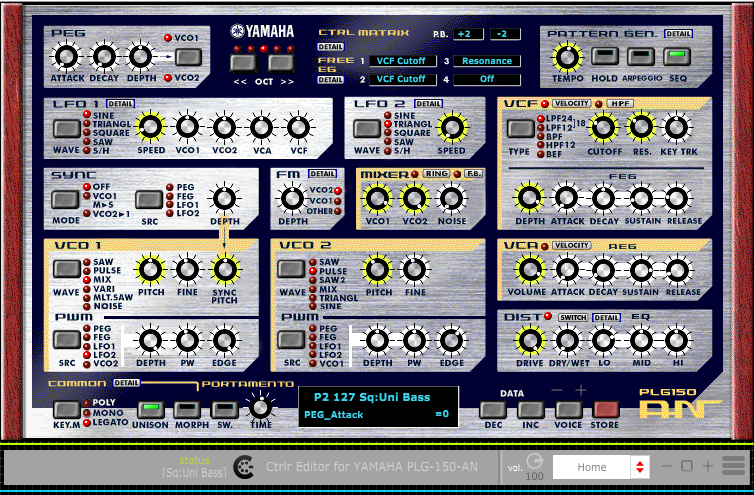 PEG
VCO1
VCO2
ATTACK DECAY DEPTH
YAMAHA
<< OCT >>
CTRL MATRIX P.B. +2 -2
DETAIL
FREE EG 1 VCF Cutoff 3 Resonance
DETAIL 2 VCF Cutoff 4 Off
PATTERN GEN. DETAIL
TEMPO HOLD ARPEGGIO SEQ
LFO 1 DETAIL
SINE
TRIANGL
SQUARE
SAW
S/H
WAVE SPEED VCO1 VCO2 VCA VCF
LFO 2 DETAIL
SINE
TRIANGL
SQUARE
SAW
S/H
WAVE SPEED
VCF VELOCITY HPF
LPF24/18
LPF12
BPF
HPF12
BEF
TYPE CUTOFF RES. KEY TRK
FEG
DEPTH ATTACK DECAY SUSTAIN RELEASE
SYNC
OFF
VCO1
M▸S
VCO2▸1
MODE
PEG
FEG
LFO1
LFO2
SRC DEPTH
FM DETAIL
VCO2
VCO1
OTHER
DEPTH
MIXER RING F.B.
VCO1 VCO2 NOISE
VCO 1
SAW
PULSE
MIX
VARI
MLT.SAW
NOISE
WAVE PITCH FINE SYNC PITCH
PWM
PEG
FEG
LFO1
LFO2
VCO2
SRC DEPTH PW EDGE
VCO 2
SAW
PULSE
SAW2
MIX
TRIANGL
SINE
WAVE PITCH FINE
PWM
PEG
FEG
LFO1
LFO2
VCO1
SRC DEPTH PW EDGE
VCA VELOCITY AEG
VOLUME ATTACK DECAY SUSTAIN RELEASE
DIST SWITCH DETAIL EQ
DRIVE DRY/WET LO MID HI
COMMON DETAIL PORTAMENTO
POLY
MONO
LEGATO
KEY.M UNISON MORPH SW. TIME
P2 127 Sq:Uni Bass
PEG_Attack =0
DATA − +
DEC INC VOICE STORE
PLG150
AN
status
[Sq:Uni Bass]
Ctrlr Editor for YAMAHA PLG-150-AN
vol. 100
Home